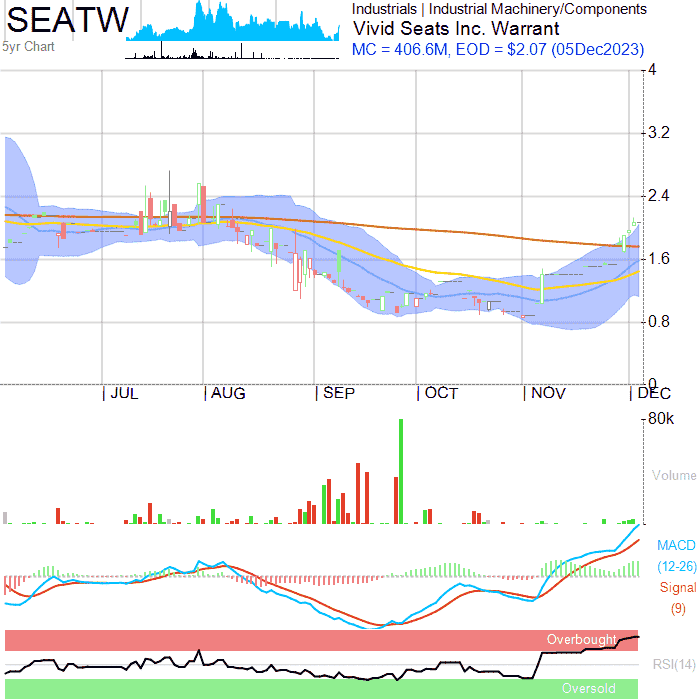 SEATW
5yr Chart
Industrials | Industrial Machinery/Components
Vivid Seats Inc. Warrant
MC = 406.6M, EOD = $2.07 (05Dec2023)
4
3.2
2.4
1.6
0.8
0
JUL AUG SEP OCT NOV DEC
80k
Volume
MACD
(12-26)
Signal
(9)
Overbought
RSI(14)
Oversold